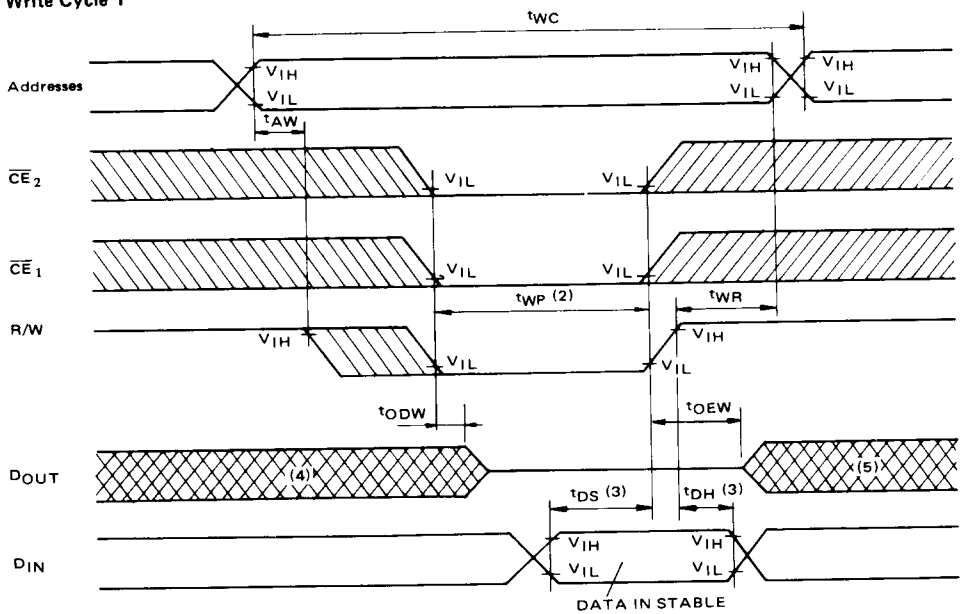 Write Cycle 1
tWC
Addresses
VIH
VIL
VIH
VIL
VIH
VIL
tAW
CE2
VIL
VIL
CE1
VIL
VIL
tWP (2)
tWR
R/W
VIH
VIL
VIL
VIH
tODW
tOEW
DOUT
(4)
(5)
tDS (3)
tDH (3)
DIN
VIH
VIL
VIH
VIL
DATA IN STABLE